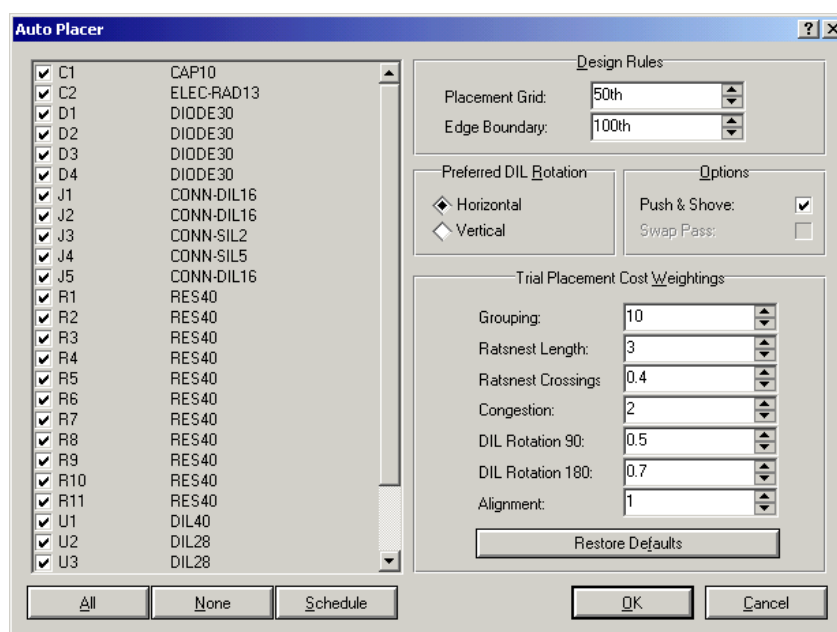 Auto Placer
C1 CAP10
C2 ELEC-RAD13
D1 DIODE30
D2 DIODE30
D3 DIODE30
D4 DIODE30
J1 CONN-DIL16
J2 CONN-DIL16
J3 CONN-SIL2
J4 CONN-SIL5
J5 CONN-DIL16
R1 RES40
R2 RES40
R3 RES40
R4 RES40
R5 RES40
R6 RES40
R7 RES40
R8 RES40
R9 RES40
R10 RES40
R11 RES40
U1 DIL40
U2 DIL28
U3 DIL28
All None Schedule
Design Rules
Placement Grid: 50th
Edge Boundary: 100th
Preferred DIL Rotation
Horizontal
Vertical
Options
Push & Shove:
Swap Pass:
Trial Placement Cost Weightings
Grouping: 10
Ratsnest Length: 3
Ratsnest Crossings 0.4
Congestion: 2
DIL Rotation 90: 0.5
DIL Rotation 180: 0.7
Alignment: 1
Restore Defaults
OK Cancel